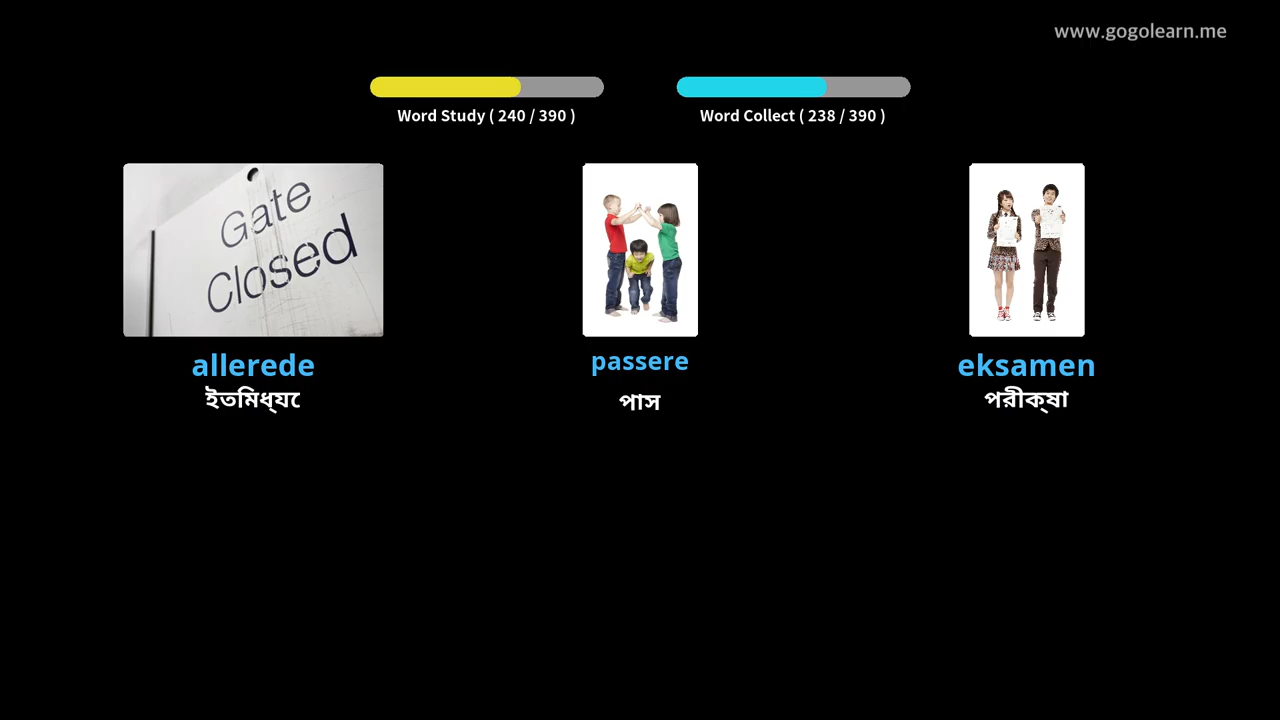 www.gogolearn.me
Word Study ( 240 / 390 )
Word Collect ( 238 / 390 )
Gate
Closed
allerede
ইতমিধ্যে
passere
পাস
eksamen
পরীক্ষা